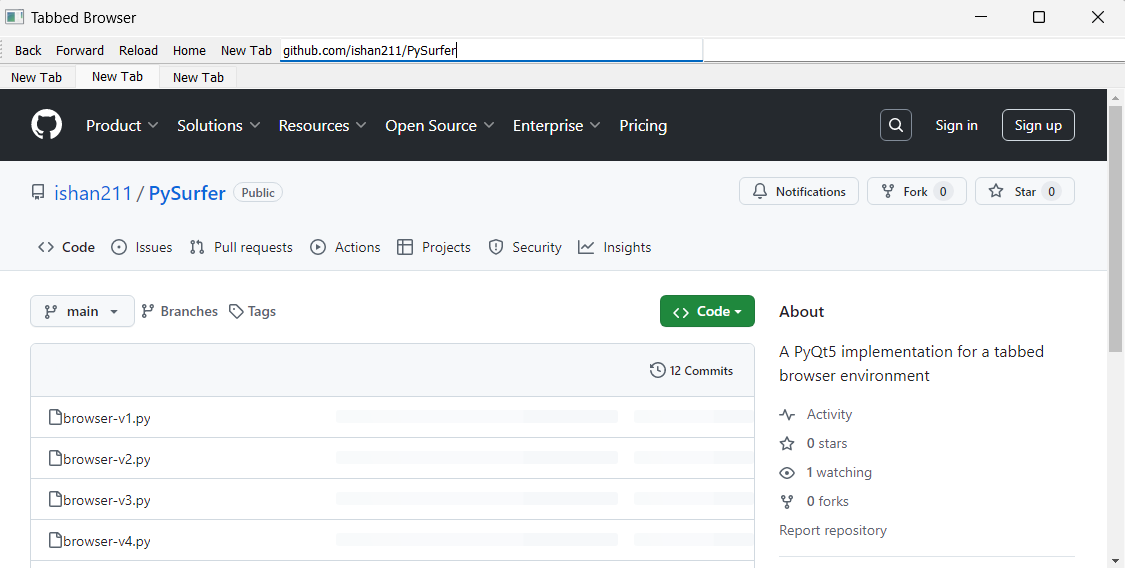 Tabbed Browser
Back Forward Reload Home New Tab github.com/ishan211/PySurfer
New Tab New Tab New Tab
Product Solutions Resources Open Source Enterprise Pricing Sign in Sign up
ishan211 / PySurfer Public Notifications Fork 0 Star 0
Code Issues Pull requests Actions Projects Security Insights
main Branches Tags Code About
A PyQt5 implementation for a tabbed
browser environment
12 Commits
Activity
browser-v1.py
0 stars
browser-v2.py
1 watching
browser-v3.py
0 forks
Report repository
browser-v4.py